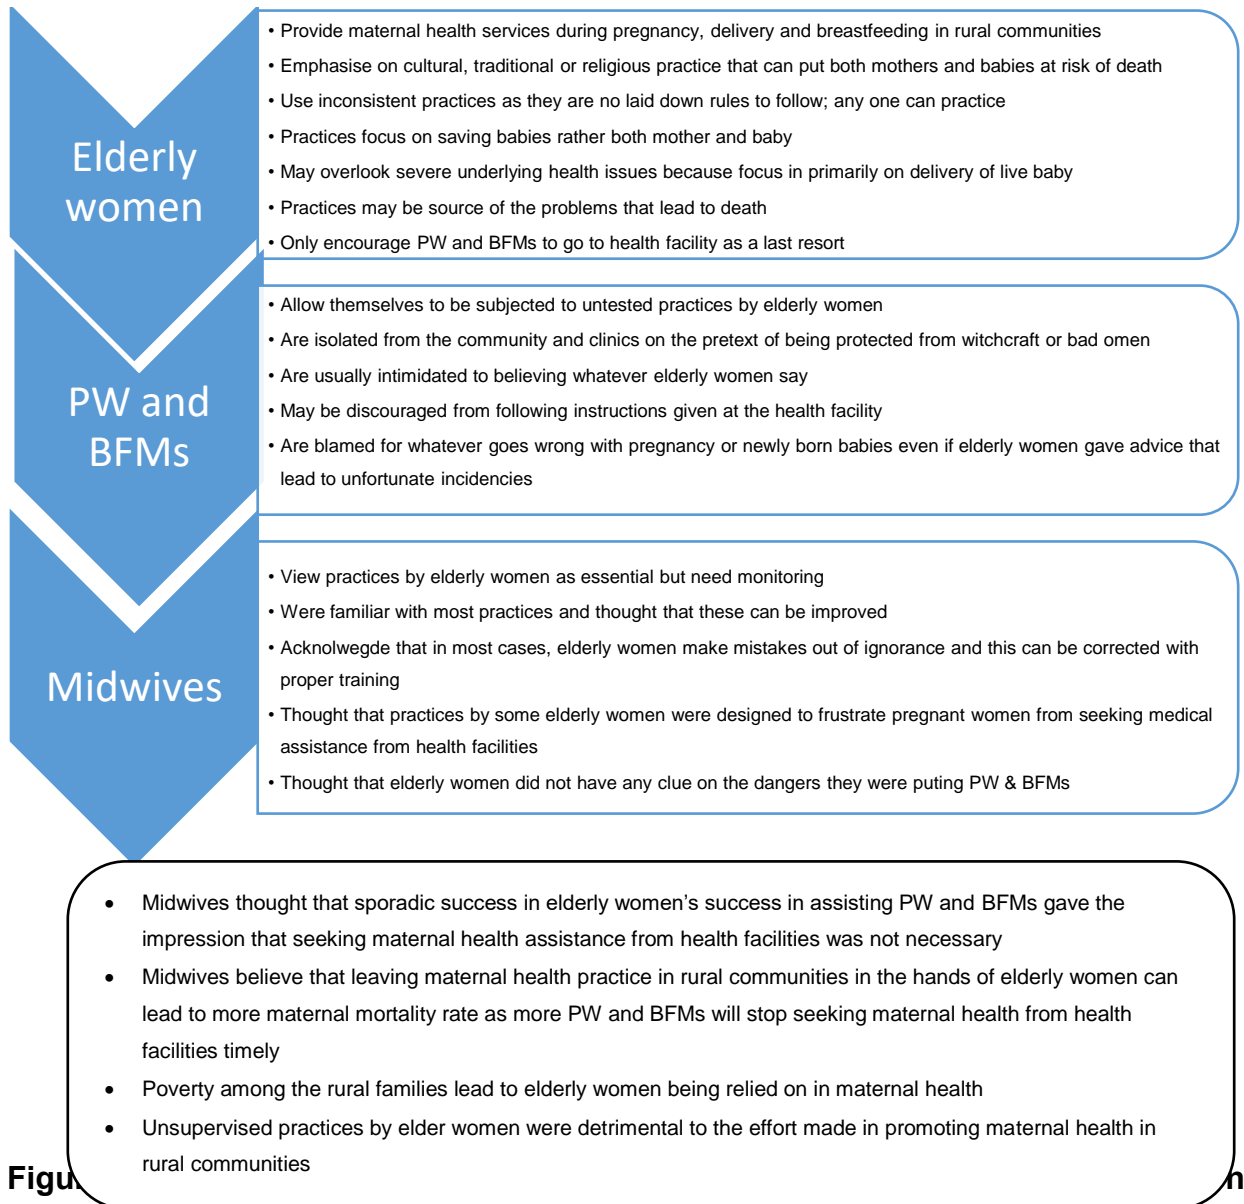 Elderly
women
• Provide maternal health services during pregnancy, delivery and breastfeeding in rural communities
• Emphasise on cultural, traditional or religious practice that can put both mothers and babies at risk of death
• Use inconsistent practices as they are no laid down rules to follow; any one can practice
• Practices focus on saving babies rather both mother and baby
• May overlook severe underlying health issues because focus in primarily on delivery of live baby
• Practices may be source of the problems that lead to death
• Only encourage PW and BFMs to go to health facility as a last resort
PW and
BFMs
• Allow themselves to be subjected to untested practices by elderly women
• Are isolated from the community and clinics on the pretext of being protected from witchcraft or bad omen
• Are usually intimidated to believing whatever elderly women say
• May be discouraged from following instructions given at the health facility
• Are blamed for whatever goes wrong with pregnancy or newly born babies even if elderly women gave advice that
lead to unfortunate incidencies
Midwives
• View practices by elderly women as essential but need monitoring
• Were familiar with most practices and thought that these can be improved
• Acknolwegde that in most cases, elderly women make mistakes out of ignorance and this can be corrected with
proper training
• Thought that practices by some elderly women were designed to frustrate pregnant women from seeking medical
assistance from health facilities
• Thought that elderly women did not have any clue on the dangers they were puting PW & BFMs
• Midwives thought that sporadic success in elderly women's success in assisting PW and BFMs gave the
impression that seeking maternal health assistance from health facilities was not necessary
• Midwives believe that leaving maternal health practice in rural communities in the hands of elderly women can
lead to more maternal mortality rate as more PW and BFMs will stop seeking maternal health from health
facilities timely
• Poverty among the rural families lead to elderly women being relied on in maternal health
• Unsupervised practices by elder women were detrimental to the effort made in promoting maternal health in
rural communities